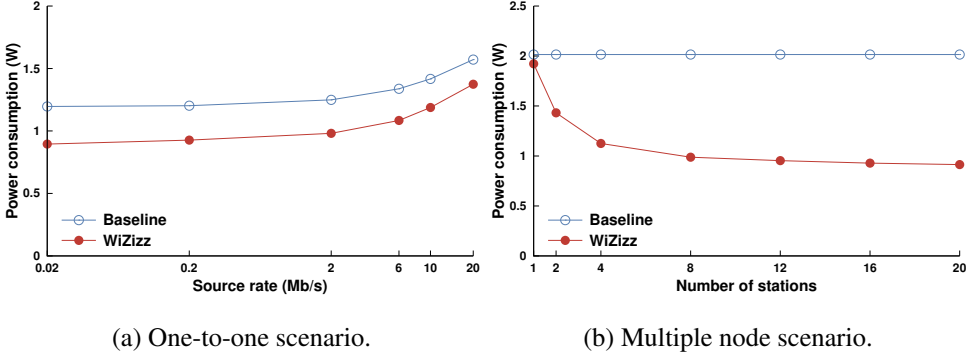 2
1.5
1
0.5
0
Power consumption (W)
Baseline
WiZizz
0.02 0.2 2 6 10 20
Source rate (Mb/s)
(a) One-to-one scenario.
2.5
2
1.5
1
0.5
0
Power consumption (W)
Baseline
WiZizz
1 2 4 8 12 16 20
Number of stations
(b) Multiple node scenario.